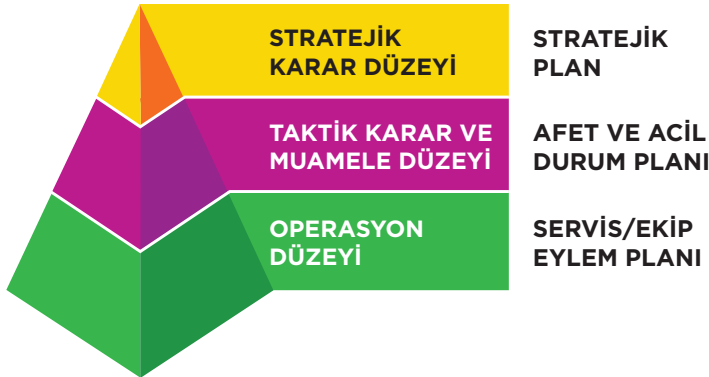 STRATEJİK
KARAR DÜZEYİ
STRATEJİK
PLAN
TAKTİK KARAR VE
MUAMELE DÜZEYİ
AFET VE ACİL
DURUM PLANI
OPERASYON
DÜZEYİ
SERVİS/EKİP
EYLEM PLANI